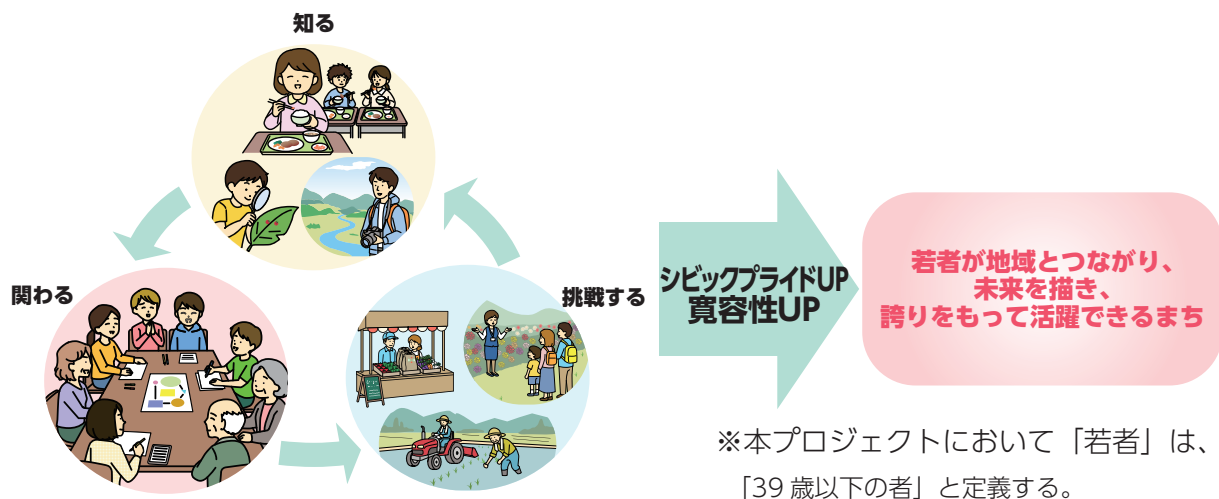 知る
関わる
挑戦する
シビックプライドUP
寛容性UP
若者が地域とつながり、
未来を描き、
誇りをもって活躍できるまち
※本プロジェクトにおいて「若者」は、
「39 歳以下の者」と定義する。